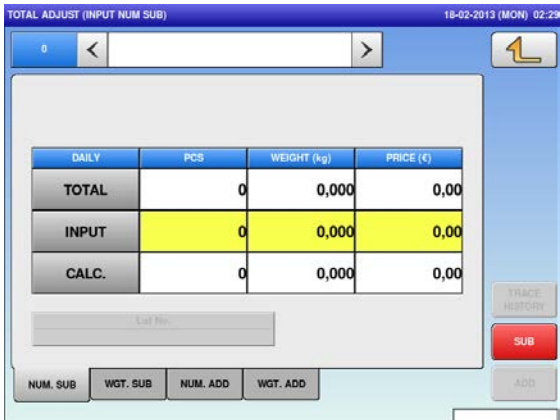 TOTAL ADJUST (INPUT NUM SUB) 18-02-2013 (MON) 02:29
0
DAILY PCS WEIGHT (kg) PRICE (€)
TOTAL 0 0,000 0,00
INPUT 0 0,000 0,00
CALC. 0 0,000 0,00
TRACE
HISTORY
Lot No.
SUB
NUM. SUB WGT. SUB NUM. ADD WGT. ADD ADD